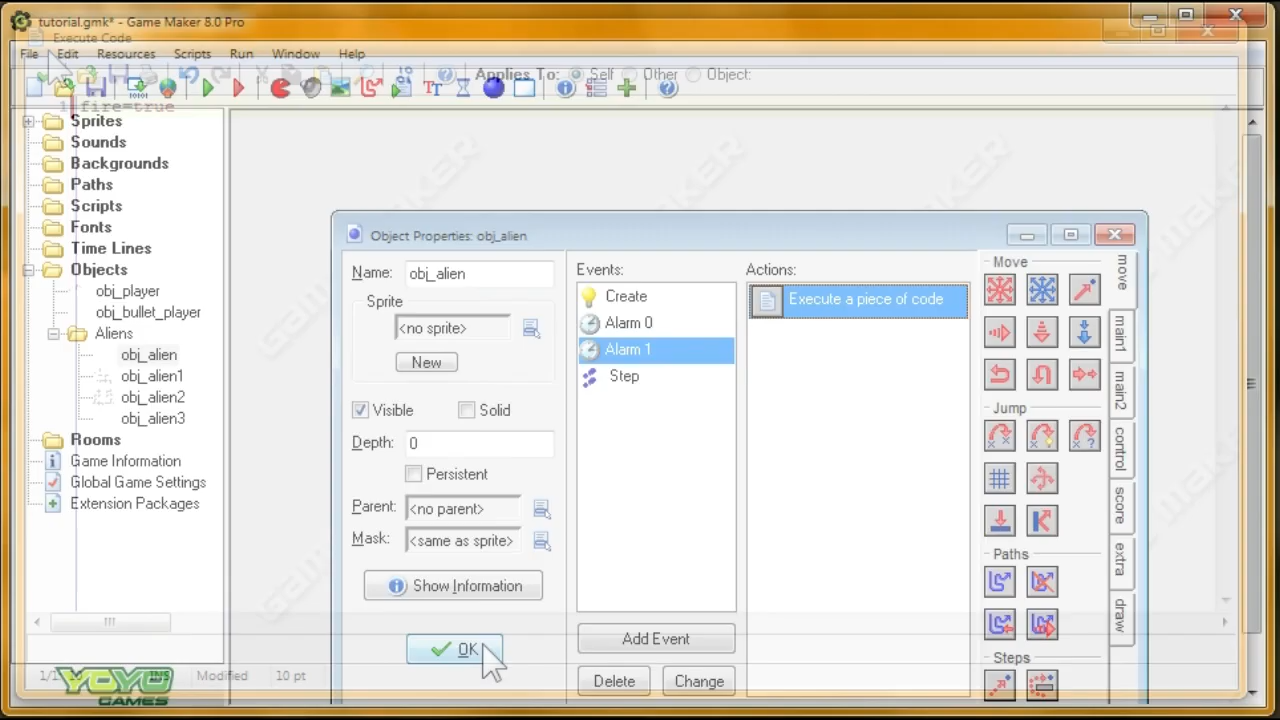 tutorial.gmk* - Game Maker 8.0 Pro
Execute Code
File Edit Resources Scripts Run Window Help
Applies To: Self Other Object:
1 fire=true
Sprites
Sounds
Backgrounds
Paths
Scripts
Fonts
Time Lines
Objects
obj_player
obj_bullet_player
Aliens
obj_alien
obj_alien1
obj_alien2
obj_alien3
Rooms
Game Information
Global Game Settings
Extension Packages
Object Properties: obj_alien
Name: obj_alien
Sprite
<no sprite>
New
Visible Solid
Depth: 0
Persistent
Parent: <no parent>
Mask: <same as sprite>
Show Information
OK
Events:
Create
Alarm 0
Alarm 1
Step
Add Event
Delete Change
Actions:
Execute a piece of code
Move
Jump
Paths
Steps
move
main1
main2
control
score
extra
draw
INS Modified 10 pt
YOYO
GAMES